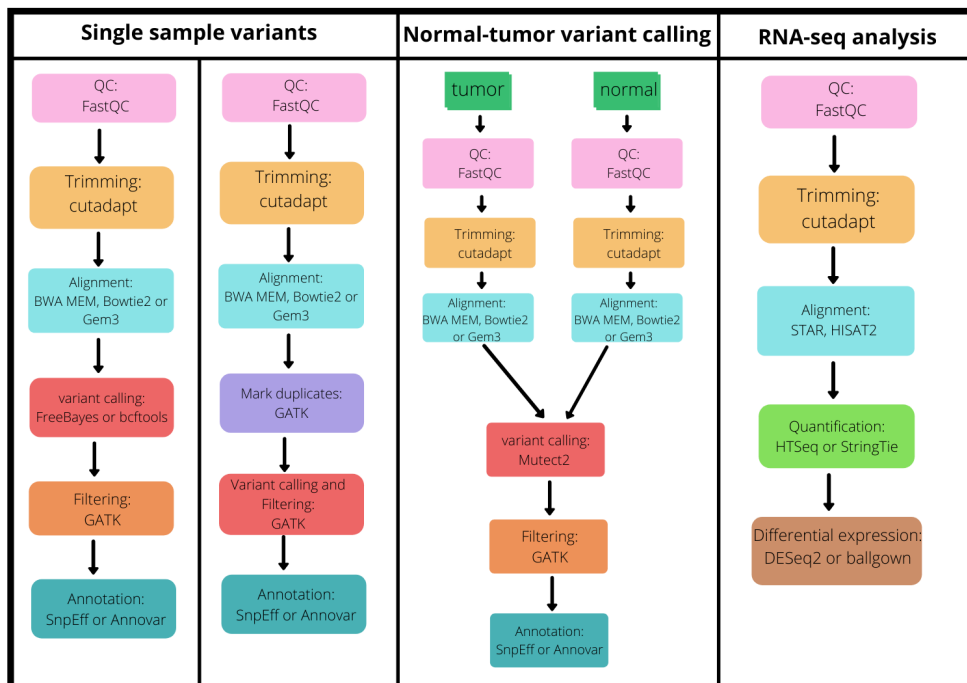 Single sample variants
Normal-tumor variant calling
RNA-seq analysis
QC:
FastQC
Trimming:
cutadapt
Alignment:
BWA MEM, Bowtie2 or
Gem3
variant calling:
FreeBayes or bcftools
Filtering:
GATK
Annotation:
SnpEff or Annovar
QC:
FastQC
Trimming:
cutadapt
Alignment:
BWA MEM, Bowtie2 or
Gem3
Mark duplicates:
GATK
Variant calling and
Filtering:
GATK
Annotation:
SnpEff or Annovar
tumor
normal
QC:
FastQC
QC:
FastQC
Trimming:
cutadapt
Trimming:
cutadapt
Alignment:
BWA MEM, Bowtie2
or Gem3
Alignment:
BWA MEM, Bowtie2
or Gem3
variant calling:
Mutect2
Filtering:
GATK
Annotation:
SnpEff or Annovar
QC:
FastQC
Trimming:
cutadapt
Alignment:
STAR, HISAT2
Quantification:
HTSeq or StringTie
Differential expression:
DESeq2 or ballgown